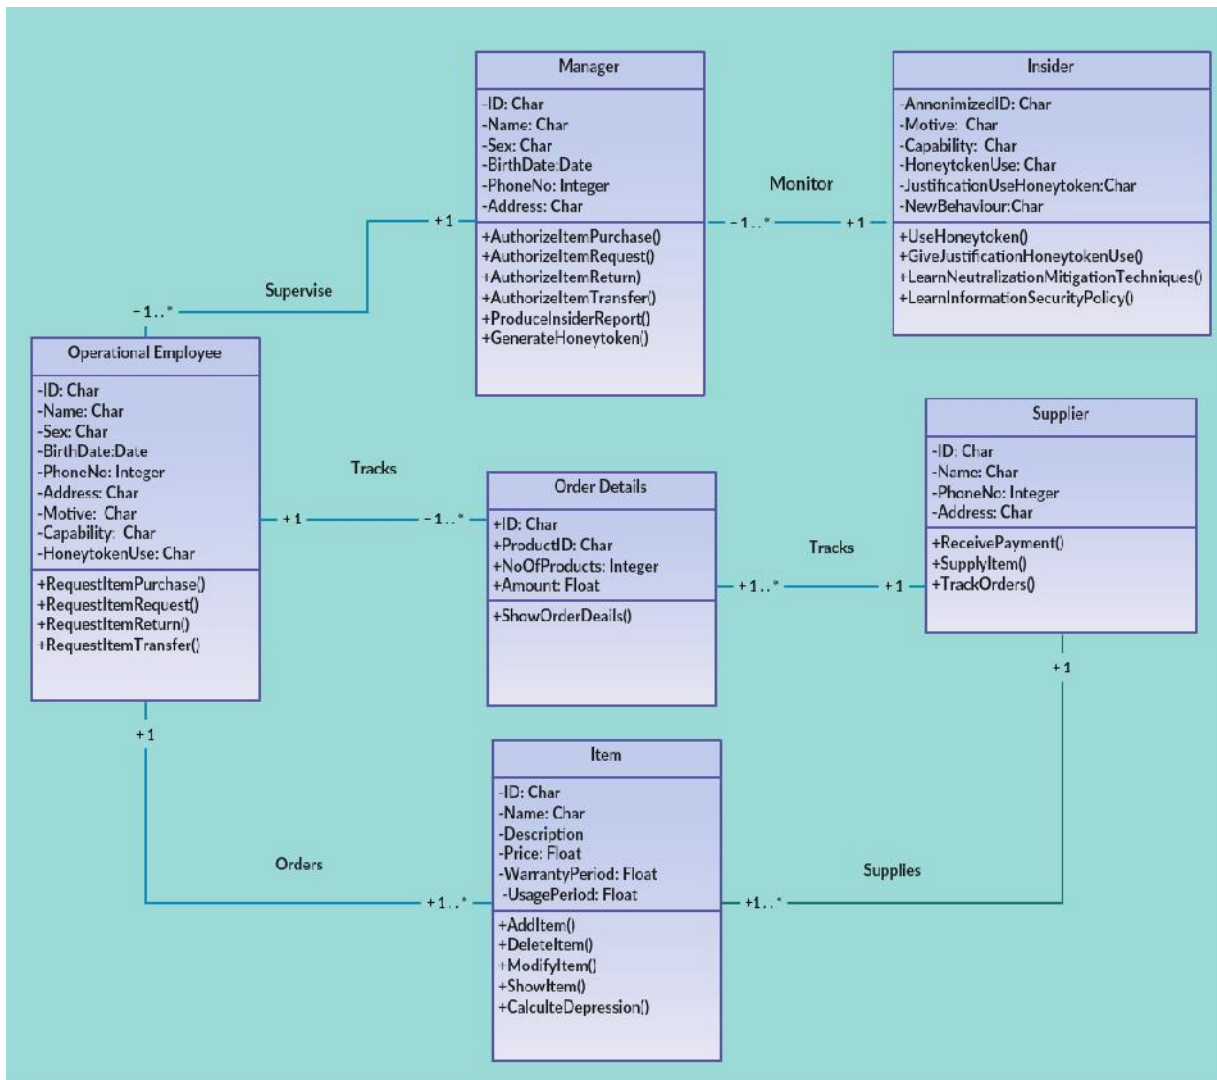 Manager
-ID: Char
-Name: Char
-Sex: Char
-BirthDate:Date
-PhoneNo: Integer
-Address: Char
+AuthorizeItemPurchase()
+AuthorizeItemRequest()
+AuthorizeItemReturn)
+AuthorizeItemTransfer()
+ProduceInsiderReport()
+GenerateHoneytoken()
Monitor
-1..*
+1
Insider
-AnnonimizedID: Char
-Motive: Char
-Capability: Char
-HoneytokenUse: Char
-JustificationUseHoneytoken:Char
-NewBehaviour:Char
+UseHoneytoken()
+GiveJustificationHoneytokenUse()
+LearnNeutralizationMitigationTechniques()
+LearnInformationSecurityPolicy()
+1
Supervise
-1..*
Operational Employee
-ID: Char
-Name: Char
-Sex: Char
-BirthDate:Date
-PhoneNo: Integer
-Address: Char
-Motive: Char
-Capability: Char
-HoneytokenUse: Char
+RequestItemPurchase()
+RequestItemRequest()
+RequestItemReturn()
+RequestItemTransfer()
Tracks
+1
-1..*
Order Details
+ID: Char
+ProductID: Char
+NoOfProducts: Integer
+Amount: Float
+ShowOrderDeails()
Tracks
+1..*
+1
Supplier
-ID: Char
-Name: Char
-PhoneNo: Integer
-Address: Char
+ReceivePayment()
+SupplyItem()
+TrackOrders()
+1
+1
Orders
+1..*
Item
-ID: Char
-Name: Char
-Description
-Price: Float
-WarrantyPeriod: Float
-UsagePeriod: Float
+AddItem()
+DeleteItem()
+ModifyItem()
+ShowItem()
+CalculteDepression()
Supplies
+1..*